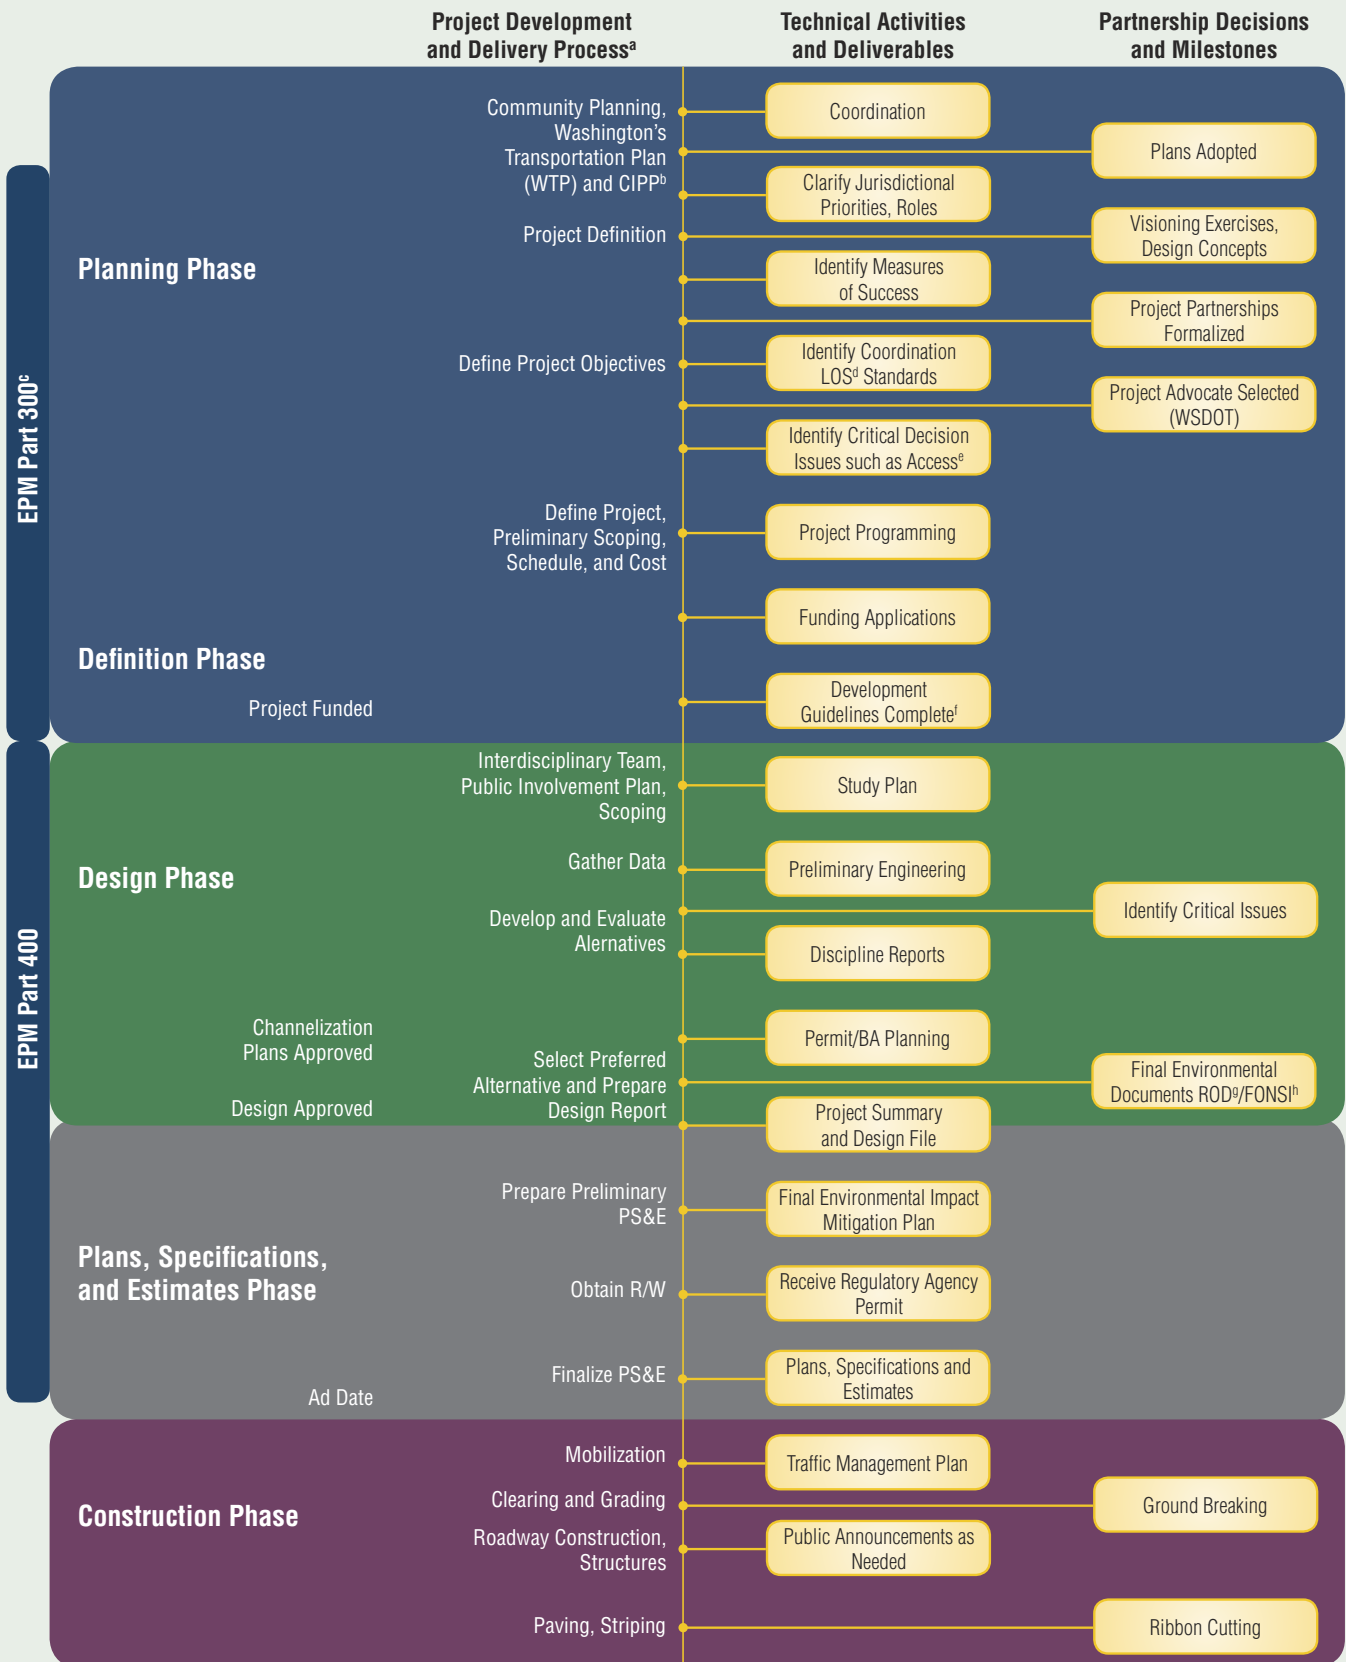 Project Development
and Delivery Processᵃ
Technical Activities
and Deliverables
Partnership Decisions
and Milestones
EPM Part 300ᶜ
Planning Phase
Community Planning,
Washington's
Transportation Plan
(WTP) and CIPPᵇ
Coordination
Plans Adopted
Clarify Jurisdictional
Priorities, Roles
Project Definition
Visioning Exercises,
Design Concepts
Identify Measures
of Success
Project Partnerships
Formalized
Define Project Objectives
Identify Coordination
LOSᵈ Standards
Project Advocate Selected
(WSDOT)
Identify Critical Decision
Issues such as Accessᵉ
Define Project,
Preliminary Scoping,
Schedule, and Cost
Project Programming
Funding Applications
Definition Phase
Project Funded
Development
Guidelines Completeᶠ
EPM Part 400
Design Phase
Interdisciplinary Team,
Public Involvement Plan,
Scoping
Study Plan
Gather Data
Preliminary Engineering
Identify Critical Issues
Develop and Evaluate
Alernatives
Discipline Reports
Channelization
Plans Approved
Permit/BA Planning
Select Preferred
Alternative and Prepare
Design Report
Final Environmental
Documents RODᵍ/FONSIʰ
Design Approved
Project Summary
and Design File
Plans, Specifications,
and Estimates Phase
Prepare Preliminary
PS&E
Final Environmental Impact
Mitigation Plan
Obtain R/W
Receive Regulatory Agency
Permit
Finalize PS&E
Plans, Specifications and
Estimates
Ad Date
Construction Phase
Mobilization
Traffic Management Plan
Clearing and Grading
Ground Breaking
Roadway Construction,
Structures
Public Announcements as
Needed
Paving, Striping
Ribbon Cutting